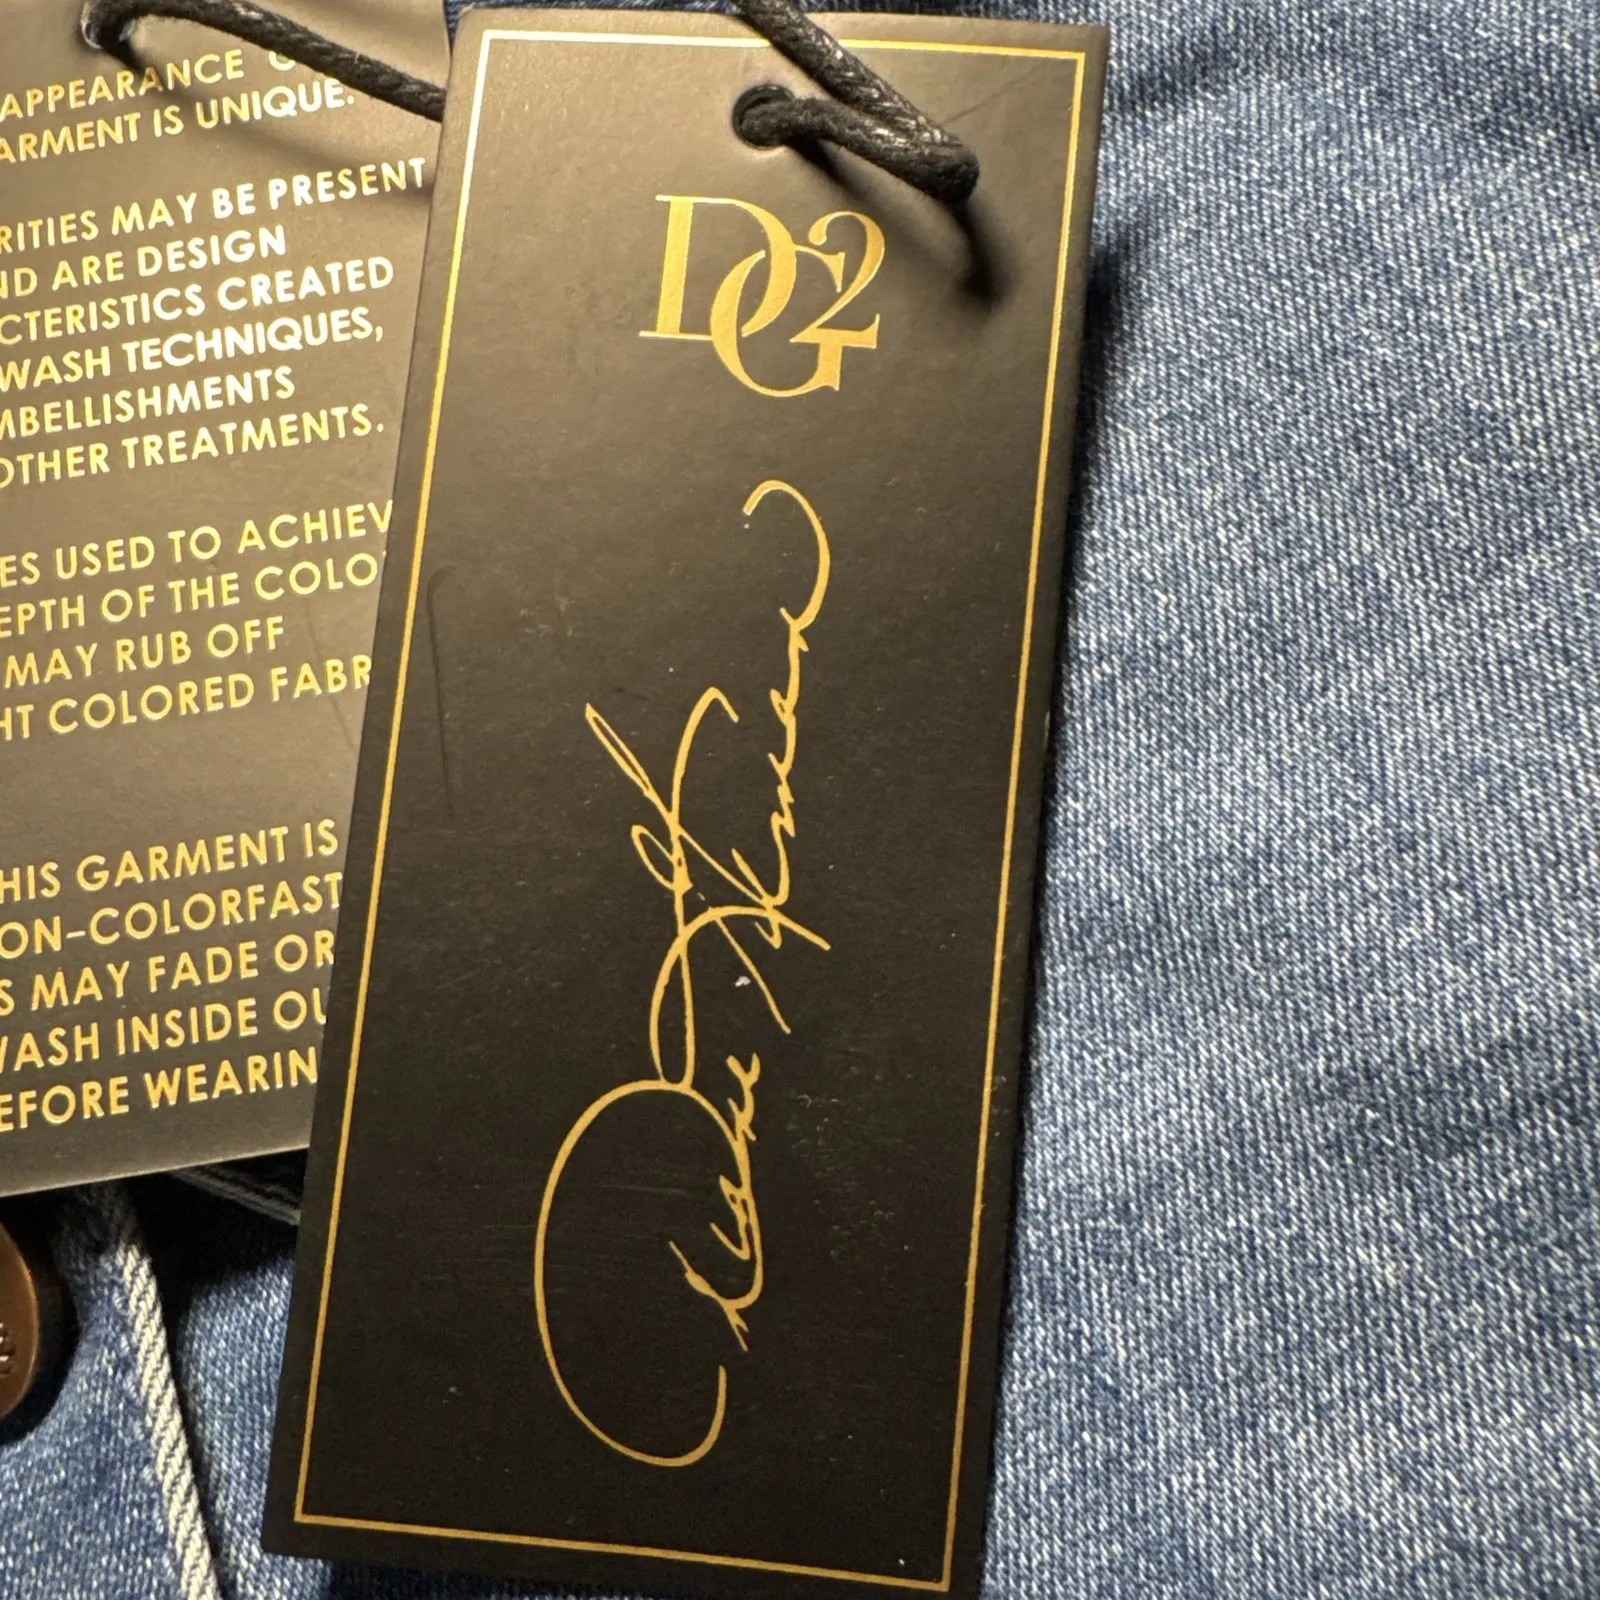 APPEARANCE
ARMENT IS UNIQUE.
RITIES MAY BE PRESENT
ND ARE DESIGN
CTERISTICS CREATED
WASH TECHNIQUES,
MBELLISHMENTS
OTHER TREATMENTS.
ES USED TO ACHIEV
EPTH OF THE COLO
MAY RUB OFF
HT COLORED FABR
HIS GARMENT IS
ON-COLORFAST
S MAY FADE OR
WASH INSIDE OU
EFORE WEARIN
DG2
Diane Gilman